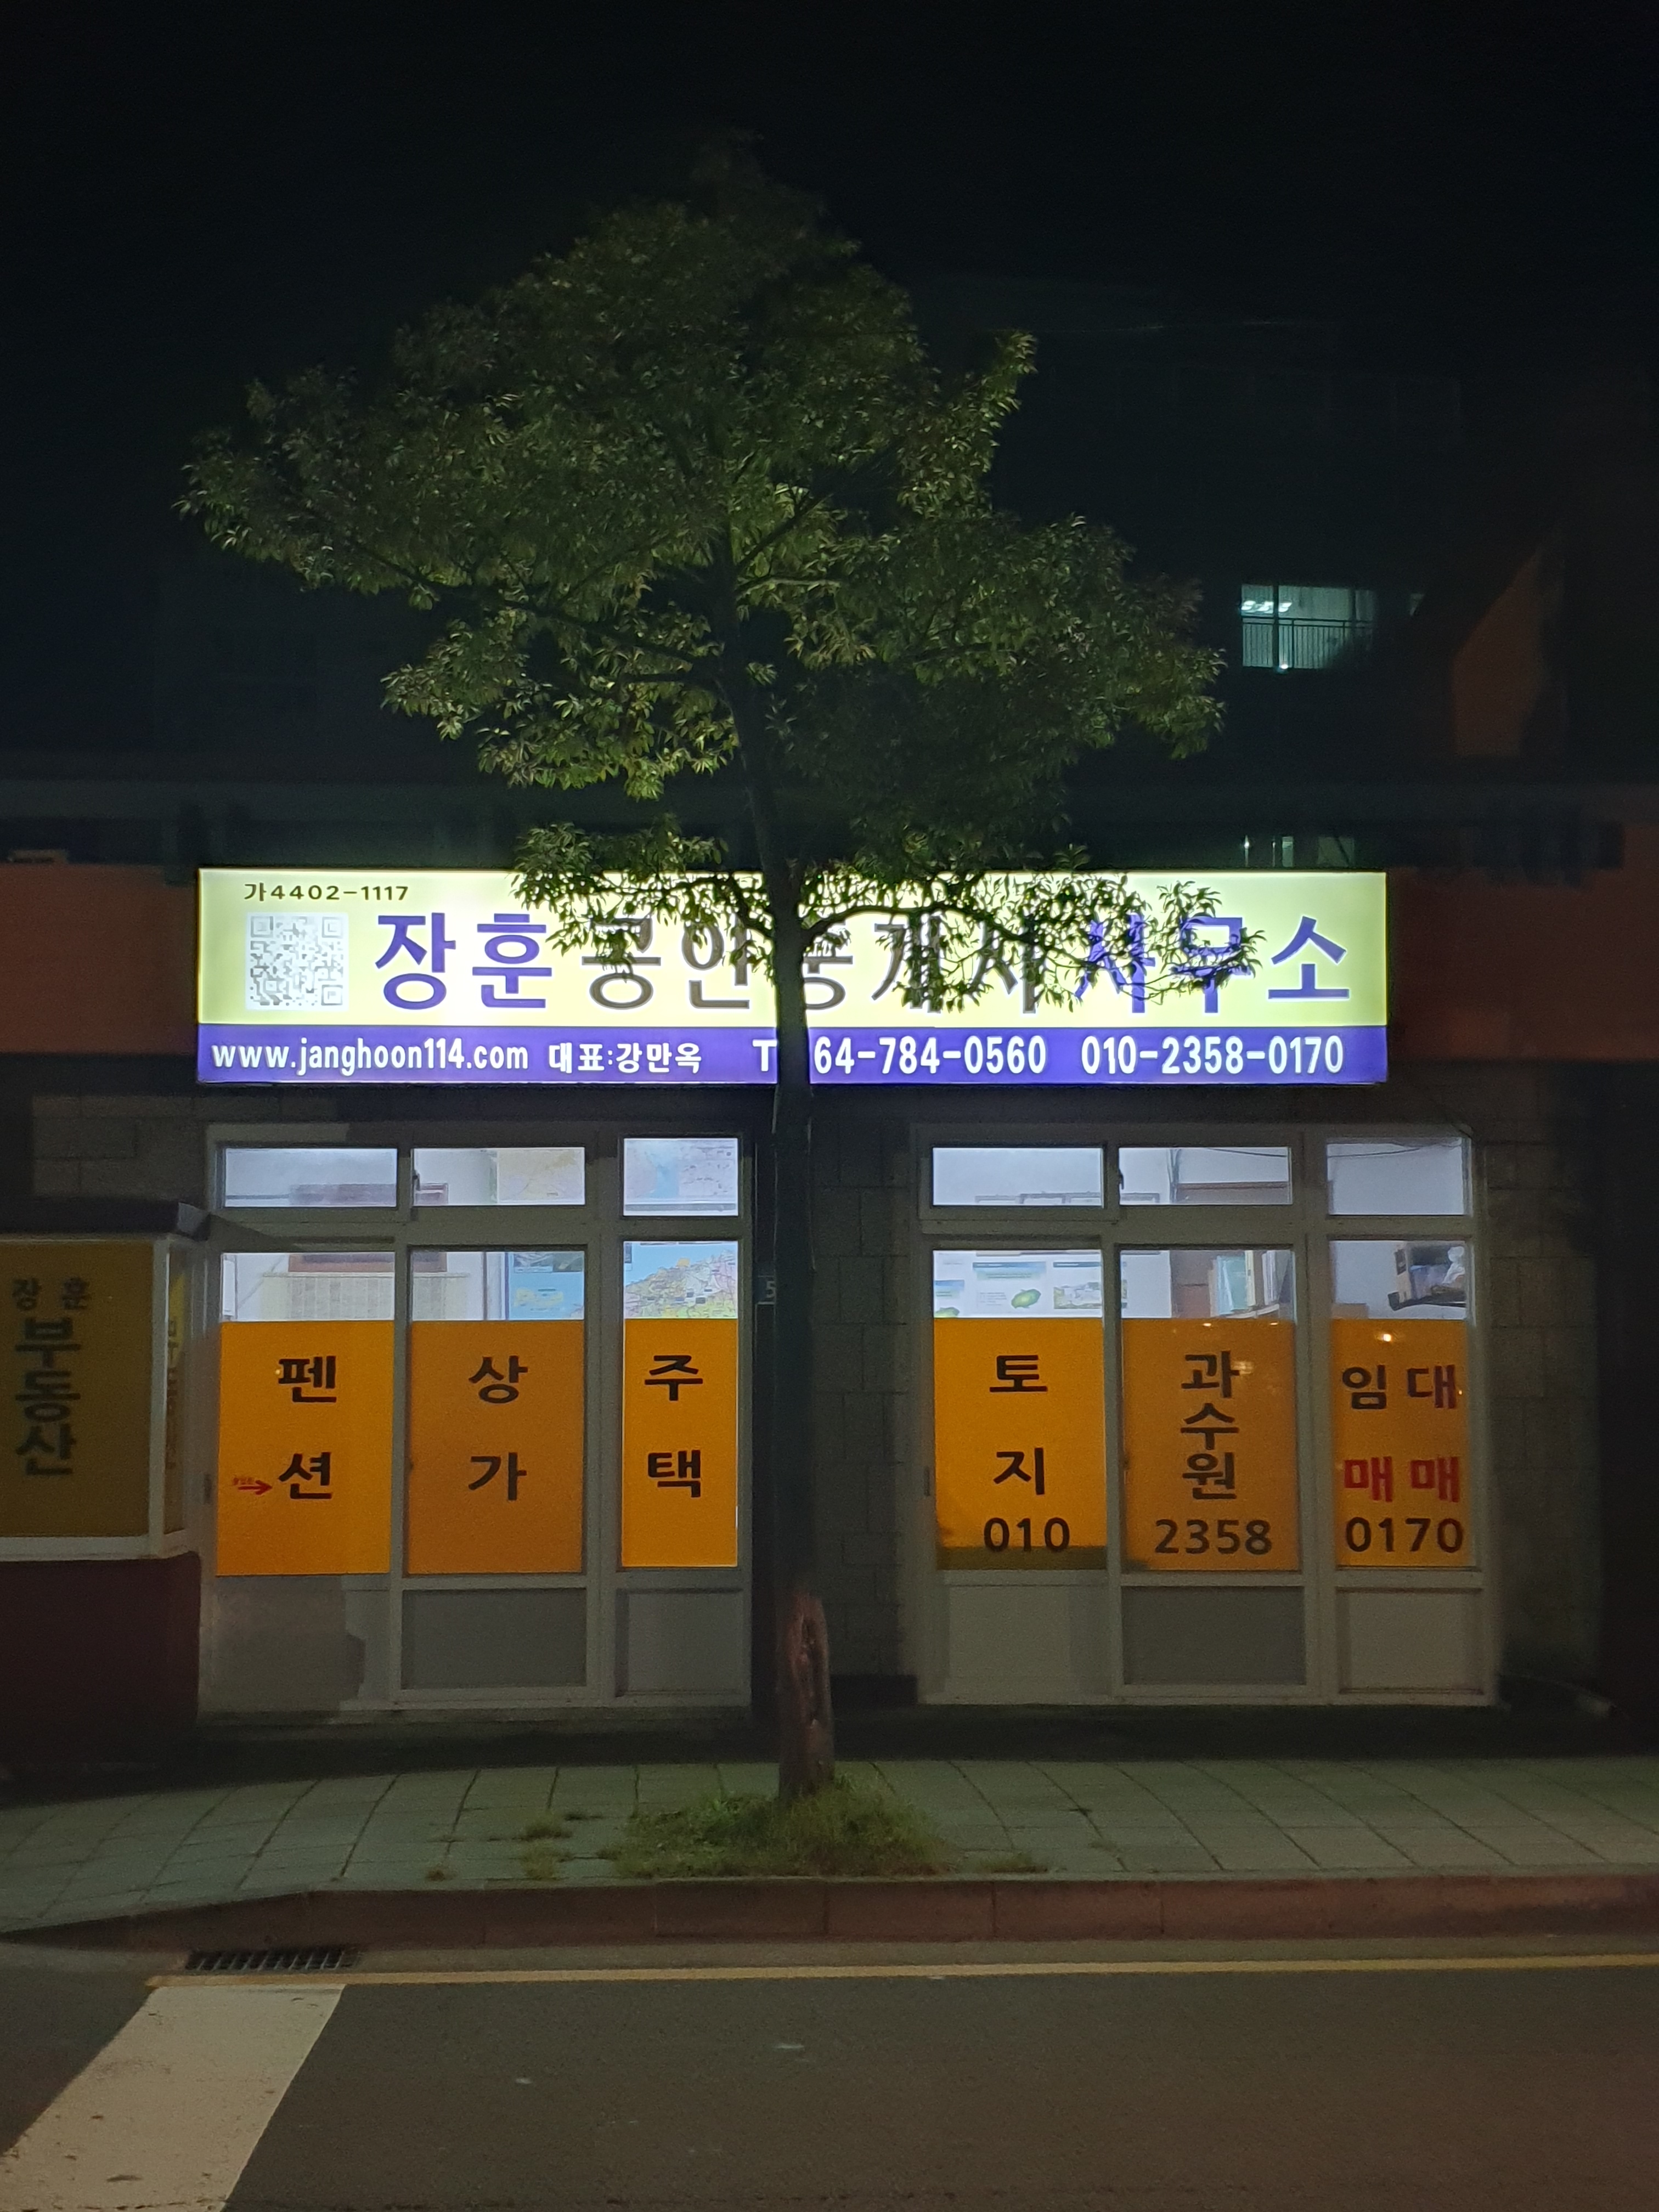 가4402-1117
장훈공인중개사사무소
www.janghoon114.com 대표:강만옥 T 64-784-0560 010-2358-0170
장훈
부동산
펜션
상가
주택
토지
010
과수원
2358
임대
매매
0170
5